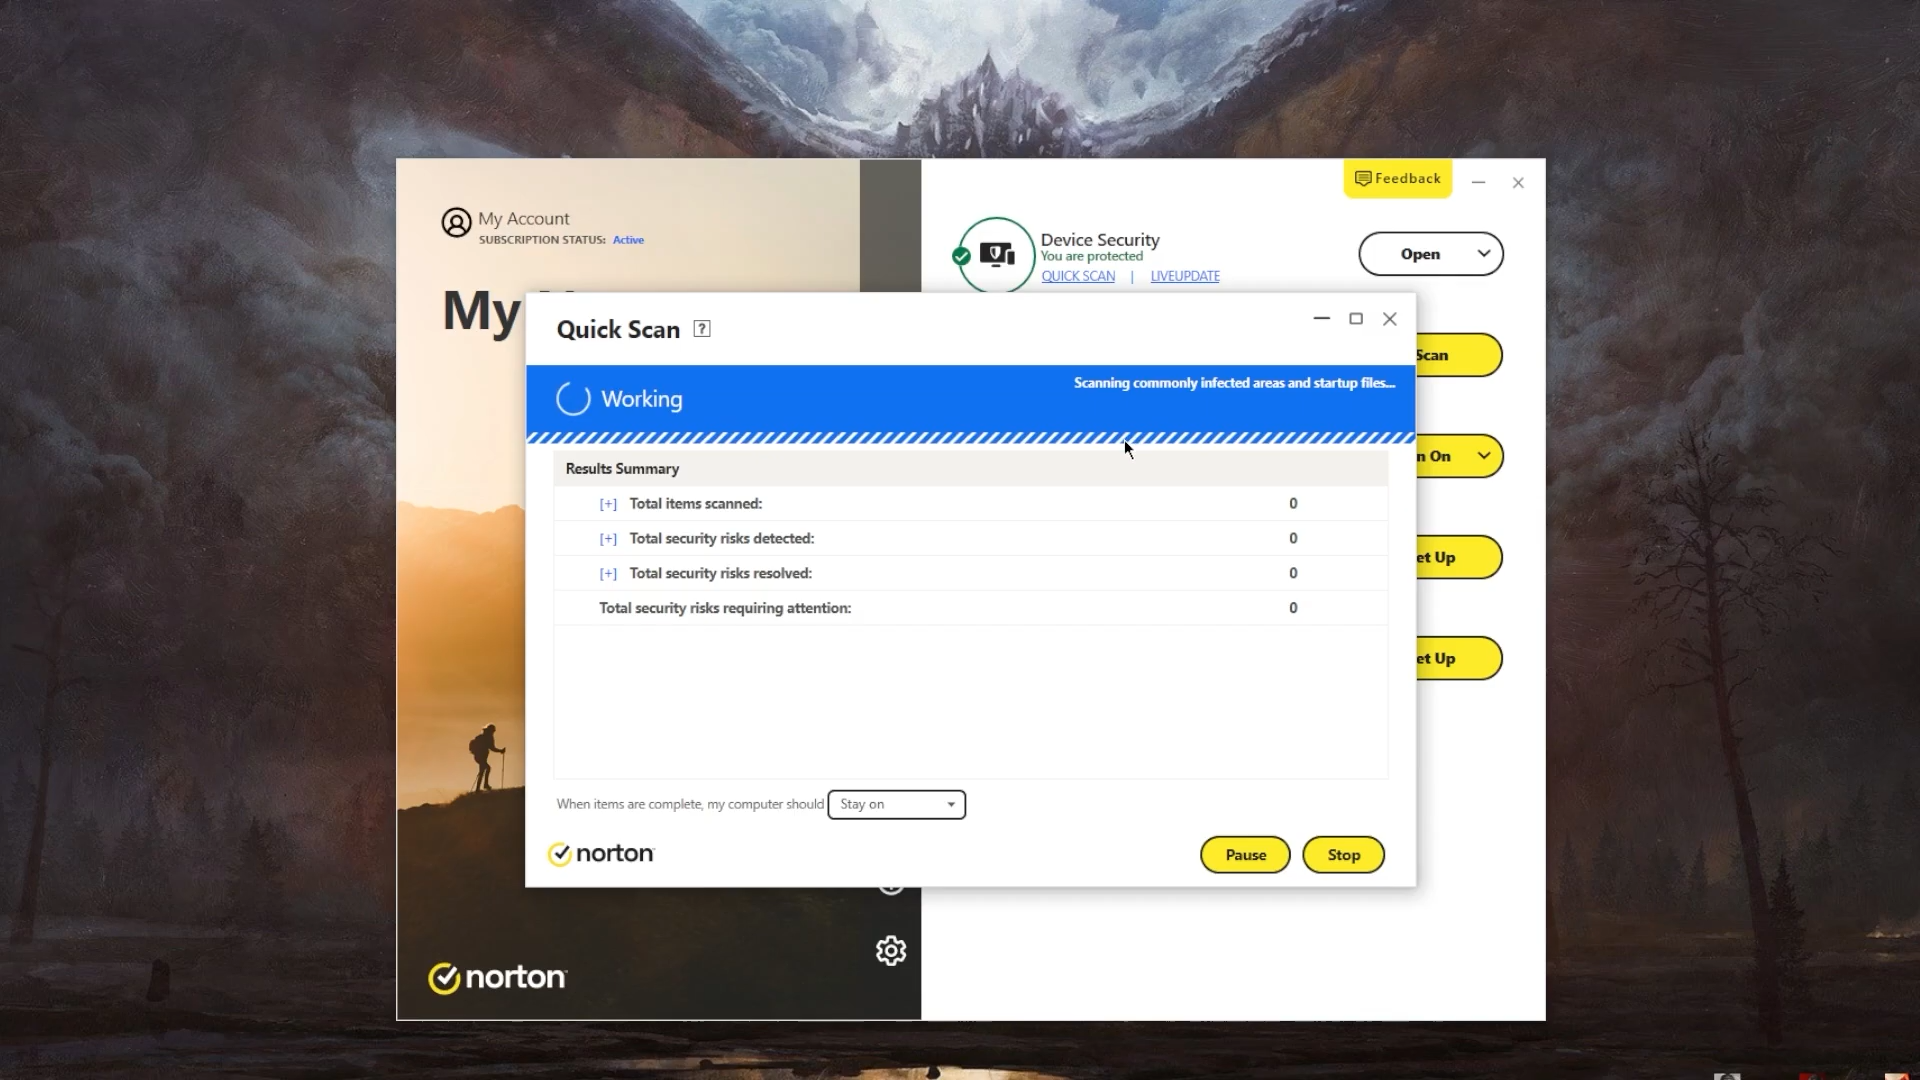 Feedback
My Account
SUBSCRIPTION STATUS: Active
Device Security
You are protected
QUICK SCAN | LIVEUPDATE
Open
My
Quick Scan [?]
Scan
Working
Scanning commonly infected areas and startup files...
Results Summary
[+] Total items scanned: 0
[+] Total security risks detected: 0
[+] Total security risks resolved: 0
Total security risks requiring attention: 0
n On
et Up
et Up
When items are complete, my computer should Stay on
norton
Pause
Stop
norton